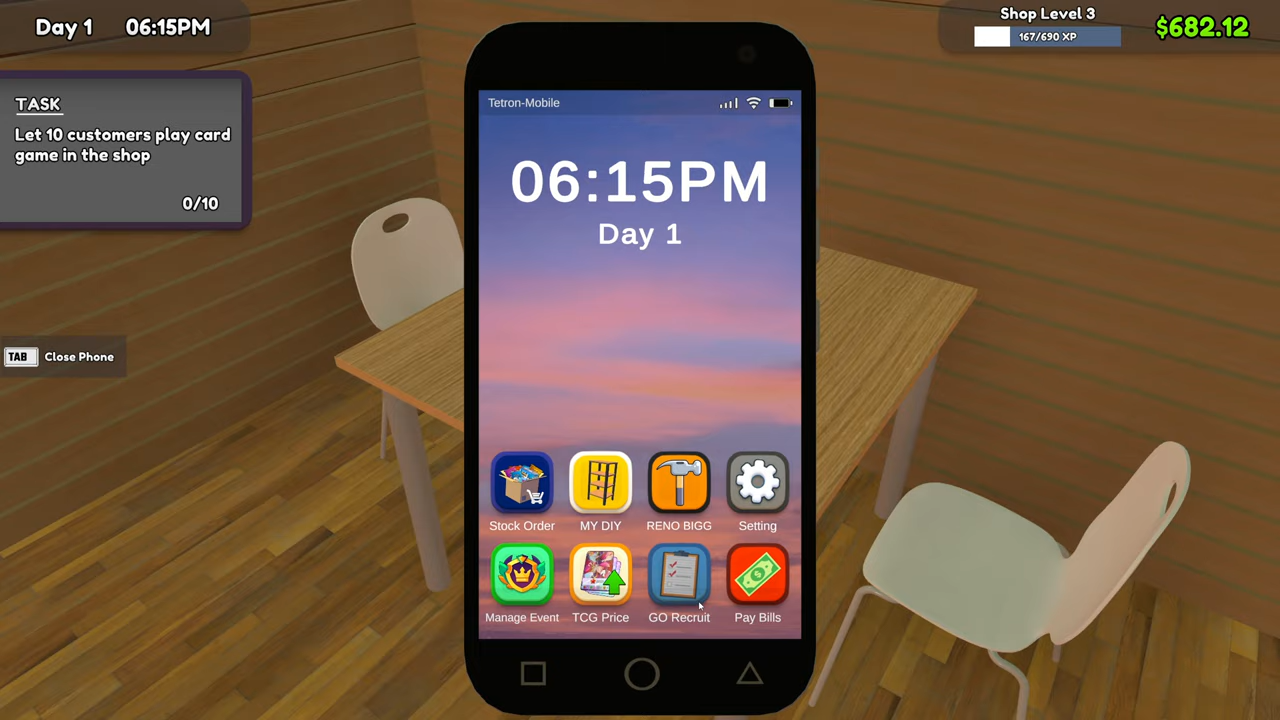 Day 1 06:15PM
Shop Level 3
167/690 XP
$682.12
TASK
Let 10 customers play card
game in the shop
0/10
TAB Close Phone
Tetron-Mobile
06:15PM
Day 1
Stock Order MY DIY RENO BIGG Setting
Manage Event TCG Price GO Recruit Pay Bills